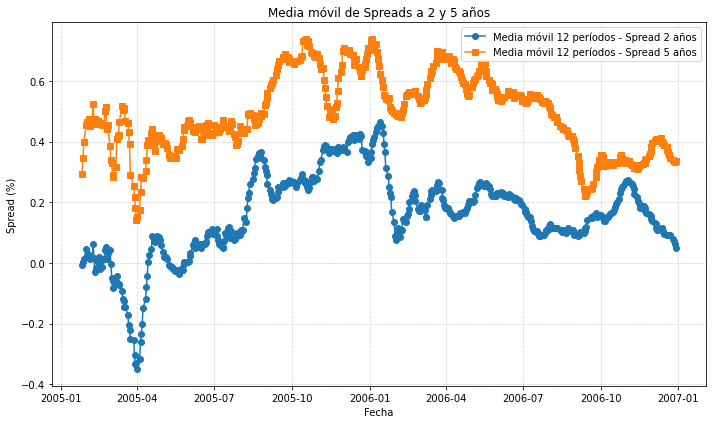 Media móvil de Spreads a 2 y 5 años
Media móvil 12 períodos - Spread 2 años
Media móvil 12 períodos - Spread 5 años
Spread (%)
0.6
0.4
0.2
0.0
−0.2
−0.4
2005-01 2005-04 2005-07 2005-10 2006-01 2006-04 2006-07 2006-10 2007-01
Fecha